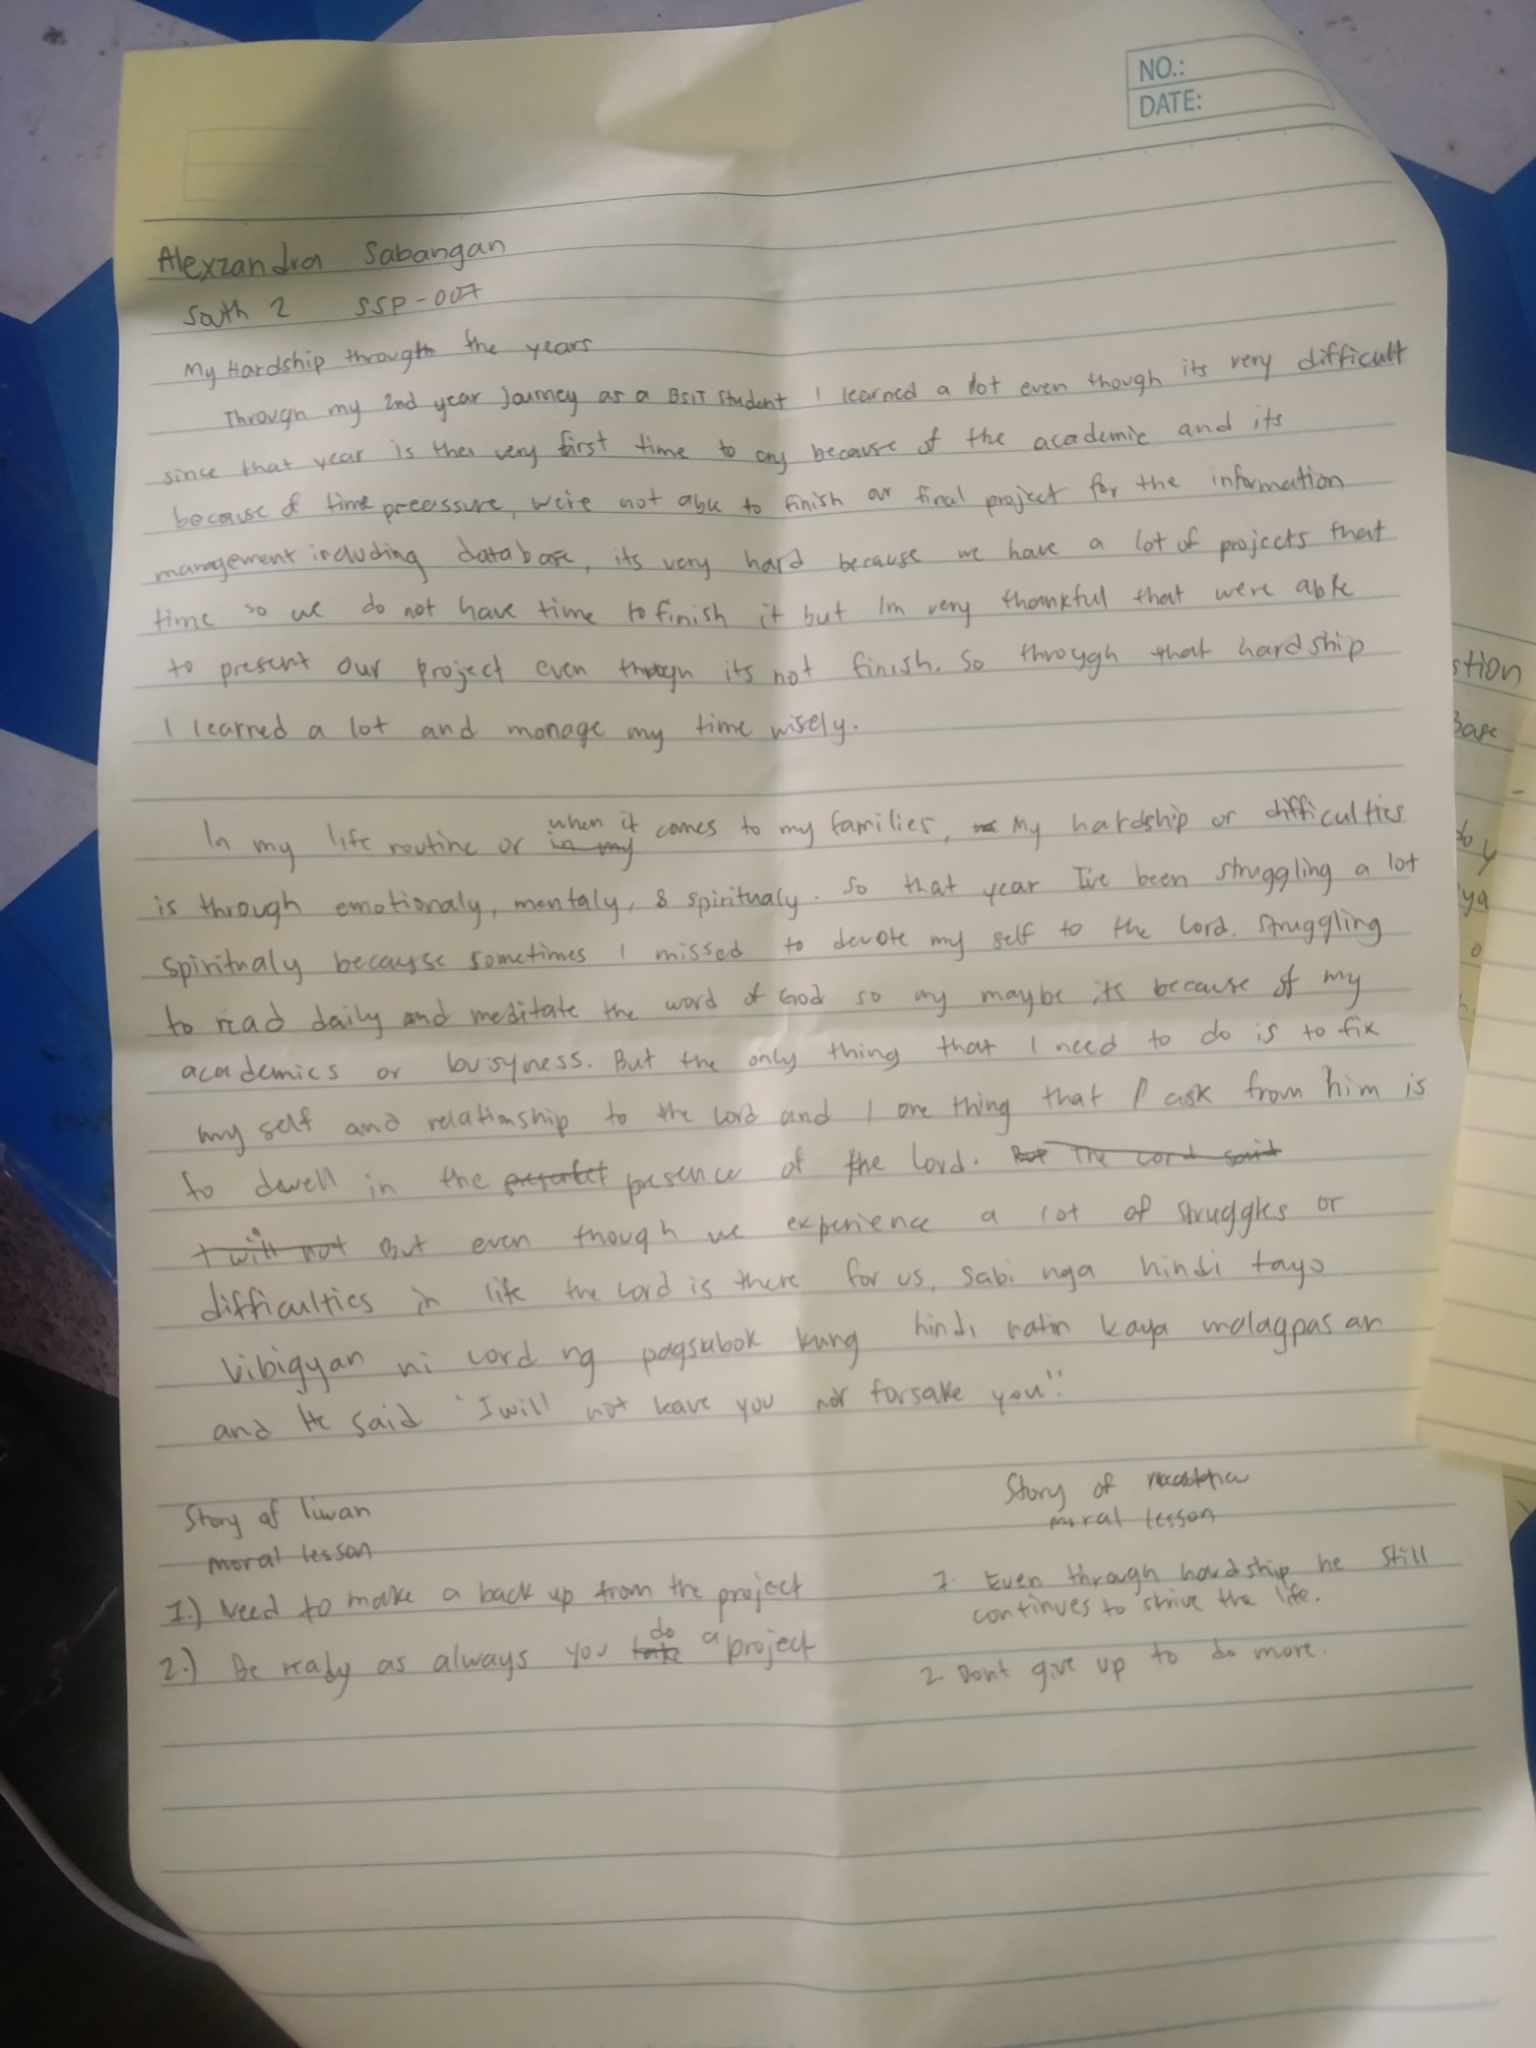 NO.:
DATE:
Alexzandra Sabangan
South 2 SSP-007
My Hardship through the years
Through my 2nd year Journey as a BSIT Student I learned a lot even though its very difficult
since that year is the very first time to cry because of the academic and its
because of time preessure, we're not able to finish our final project for the information
management including database, its very hard because we have a lot of projects that
time so we do not have time to finish it but Im very thankful that were able
to present our project even though its not finish. So through that hardship
I learned a lot and manage my time wisely.
In my life routine or when it comes to my families, My hardship or difficulties
is through emotionaly, mentaly, & spiritualy. So that year I've been struggling a lot
spiritualy because sometimes I missed to devote my self to the Lord. Struggling
to read daily and meditate the word of God so my maybe its because of my
academics or busyness. But the only thing that I need to do is to fix
my self and relationship to the Lord and I one thing that I ask from him is
to dwell in the presence of the Lord.
But even though we experience a lot of struggles or
difficulties in life the Lord is there for us, sabi nga hindi tayo
bibigyan ni Lord ng pagsubok kung hindi natin kaya malagpasan
and He said "I will not leave you nor forsake you".
Story of
moral lesson
1.) Need to make a back up from the project
2.) Be ready as always you do a project
Story of
moral lesson
1. Even through hardship he still
continues to strive the life.
2. Dont give up to do more.
stion